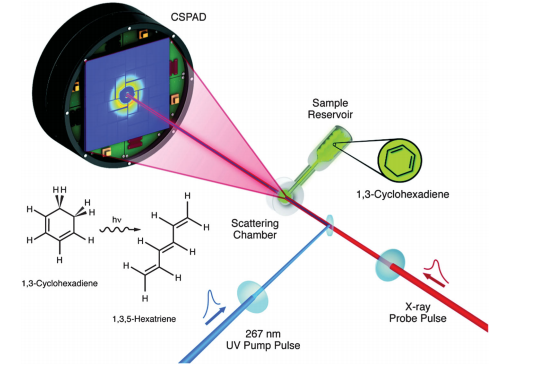 CSPAD
Sample
Reservoir
1,3-Cyclohexadiene
Scattering
Chamber
H H
H
H
H
H
H
H
hν
H
H
H
H
H
H
H
H
1,3-Cyclohexadiene
1,3,5-Hexatriene
267 nm
UV Pump Pulse
X-ray
Probe Pulse